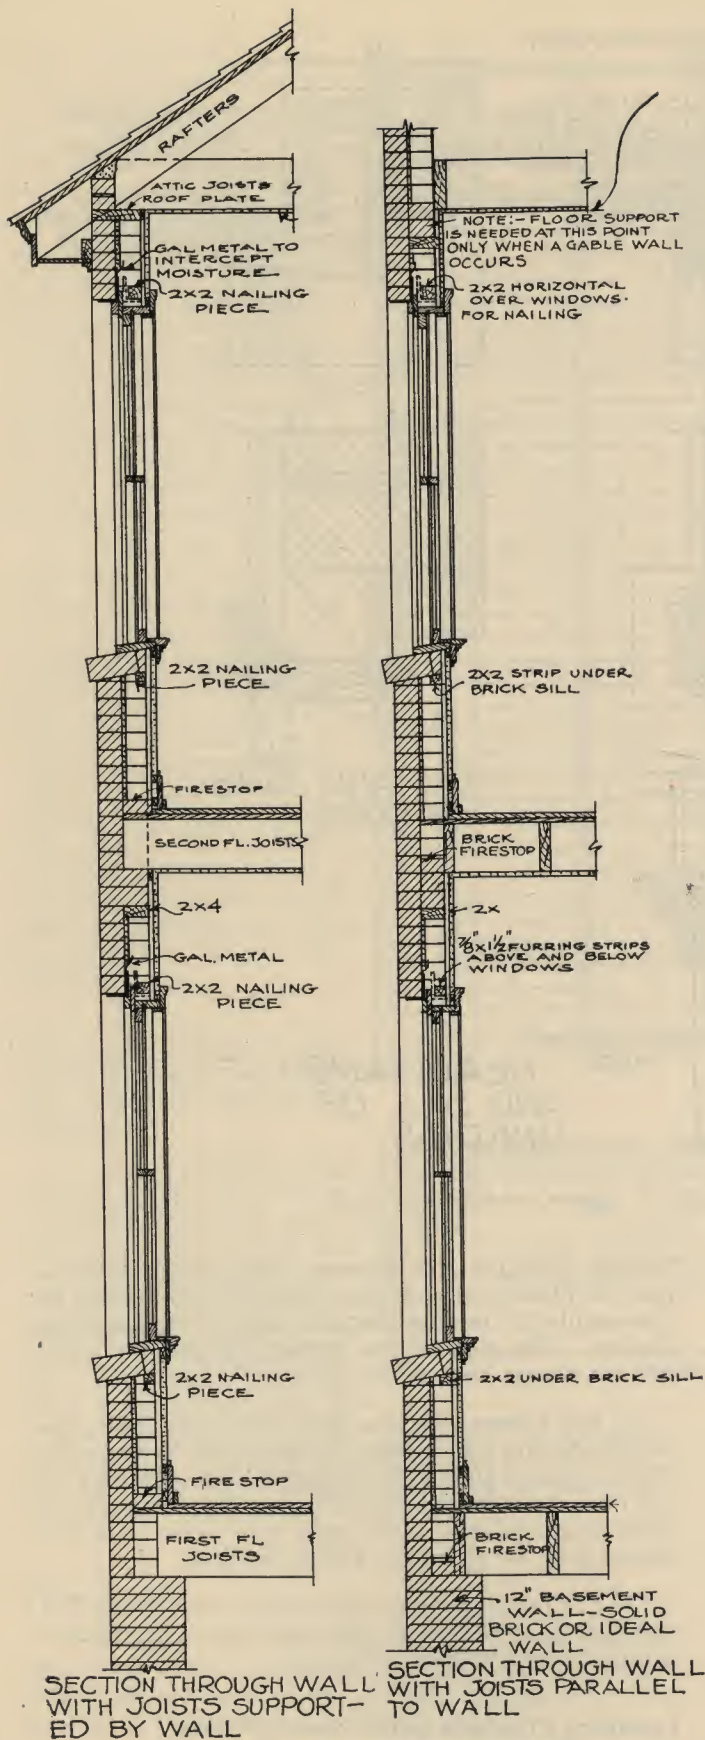 RAFTERS
ATTIC JOISTS
ROOF PLATE
GAL METAL TO
INTERCEPT
MOISTURE
2X2 NAILING
PIECE
2X2 NAILING
PIECE
FIRESTOP
SECOND FL. JOISTS
2X4
GAL. METAL
2X2 NAILING
PIECE
2X2 NAILING
PIECE
FIRE STOP
FIRST FL
JOISTS
SECTION THROUGH WALL
WITH JOISTS SUPPORT-
ED BY WALL
NOTE:- FLOOR SUPPORT
IS NEEDED AT THIS POINT
ONLY WHEN A GABLE WALL
OCCURS
2X2 HORIZONTAL
OVER WINDOWS.
FOR NAILING
2X2 STRIP UNDER
BRICK SILL
BRICK
FIRESTOP
2X
7/8"X1 1/2" FURRING STRIPS
ABOVE AND BELOW
WINDOWS
2X2 UNDER BRICK SILL
BRICK
FIRESTOP
12" BASEMENT
WALL-SOLID
BRICK OR IDEAL
WALL
SECTION THROUGH WALL
WITH JOISTS PARALLEL
TO WALL